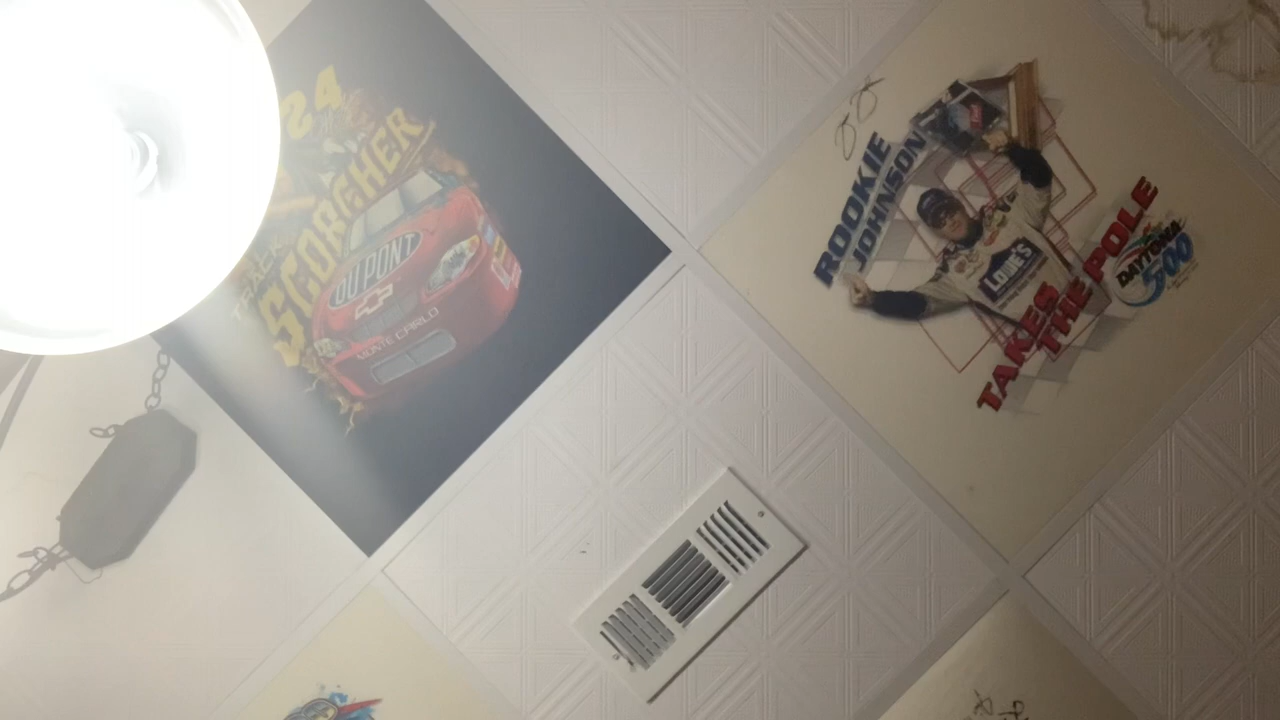 24
TRACK
SCORCHER
DUPONT
MONTE CARLO
ROOKIE
JOHNSON
LOWE'S
TAKES
THE POLE
DAYTONA
500